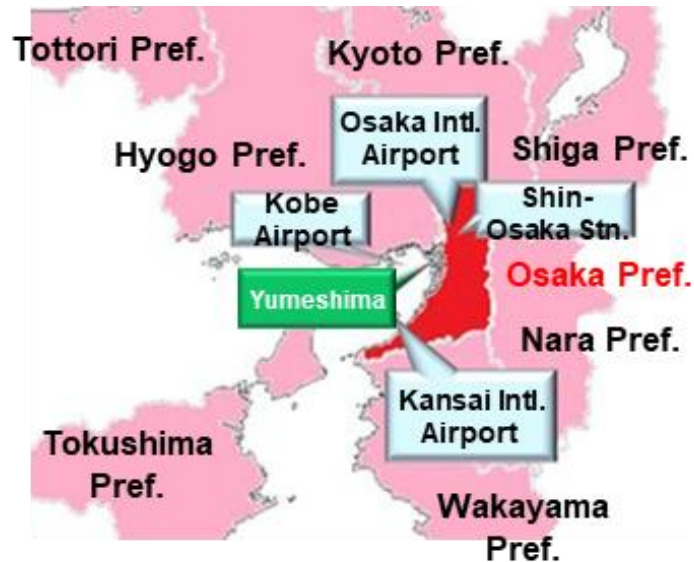 Tottori Pref.
Kyoto Pref.
Osaka Intl.
Airport
Hyogo Pref.
Shiga Pref.
Kobe
Airport
Shin-
Osaka Stn.
Yumeshima
Osaka Pref.
Nara Pref.
Kansai Intl.
Airport
Tokushima
Pref.
Wakayama
Pref.